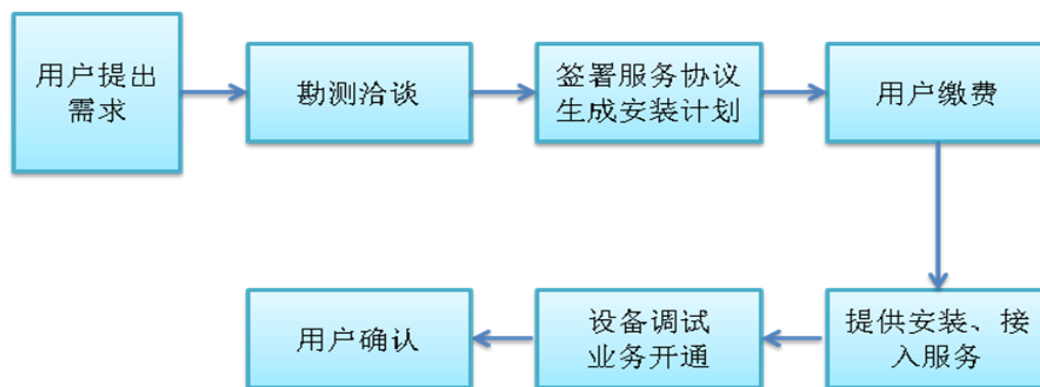 用户提出
需求
勘测洽谈
签署服务协议
生成安装计划
用户缴费
提供安装、接
入服务
设备调试
业务开通
用户确认